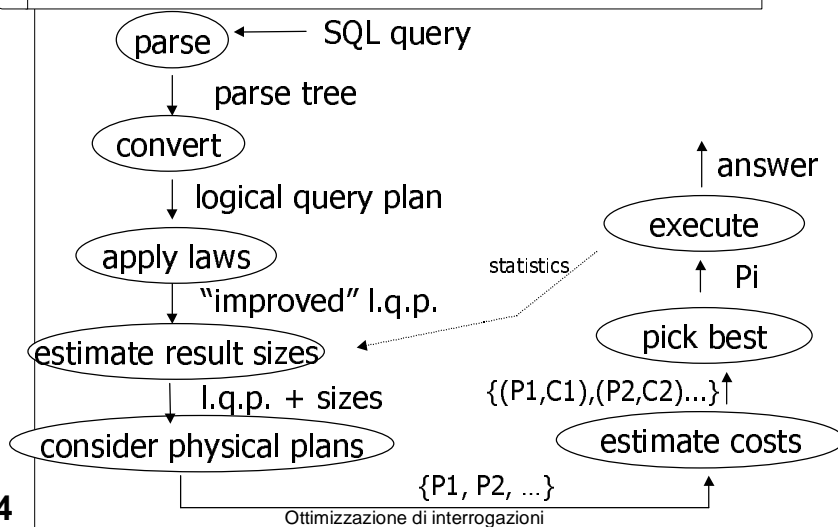 parse
SQL query
parse tree
convert
logical query plan
apply laws
“improved” l.q.p.
estimate result sizes
l.q.p. + sizes
consider physical plans
{P1, P2, ...}
estimate costs
{(P1,C1),(P2,C2)...}
pick best
Pi
execute
answer
statistics
4
Ottimizzazione di interrogazioni